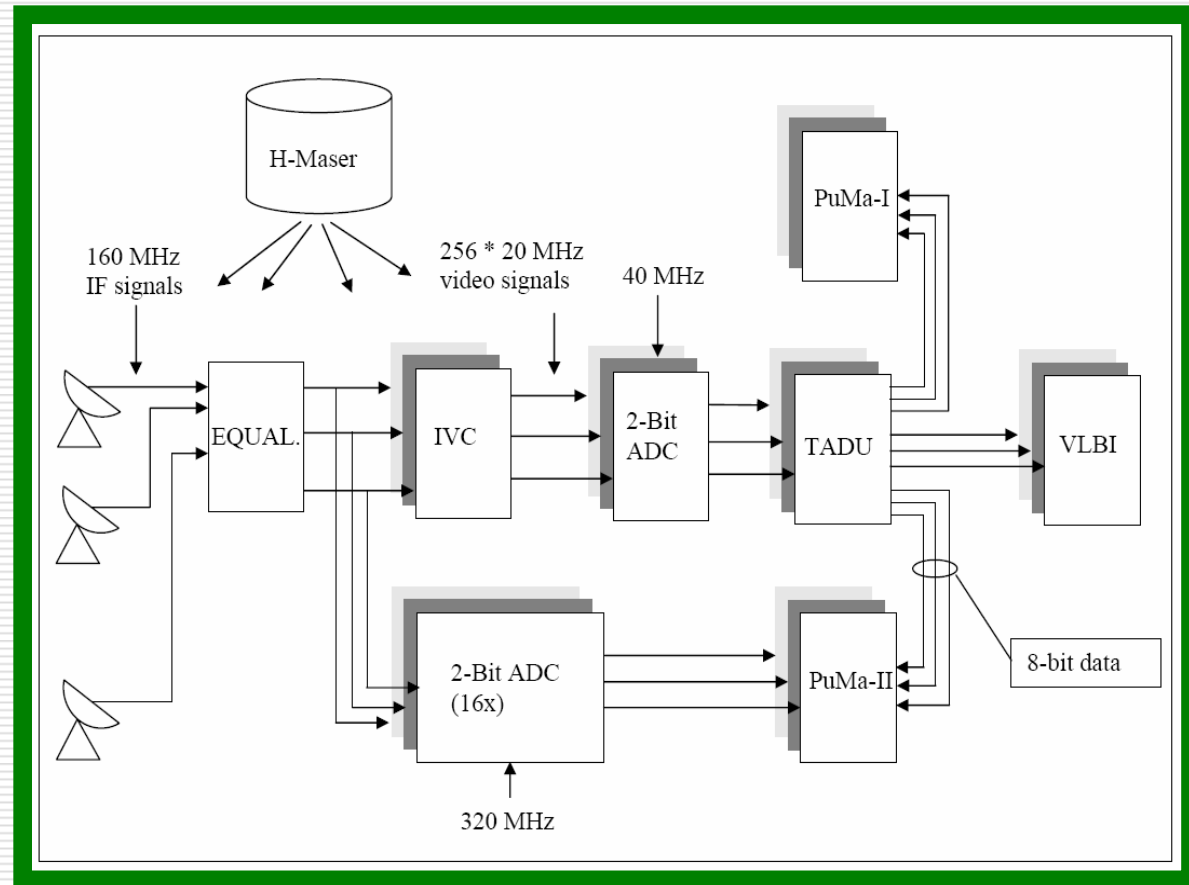 H-Maser
PuMa-I
160 MHz
IF signals
256 * 20 MHz
video signals
40 MHz
EQUAL.
IVC
2-Bit
ADC
TADU
VLBI
2-Bit ADC
(16x)
PuMa-II
8-bit data
320 MHz